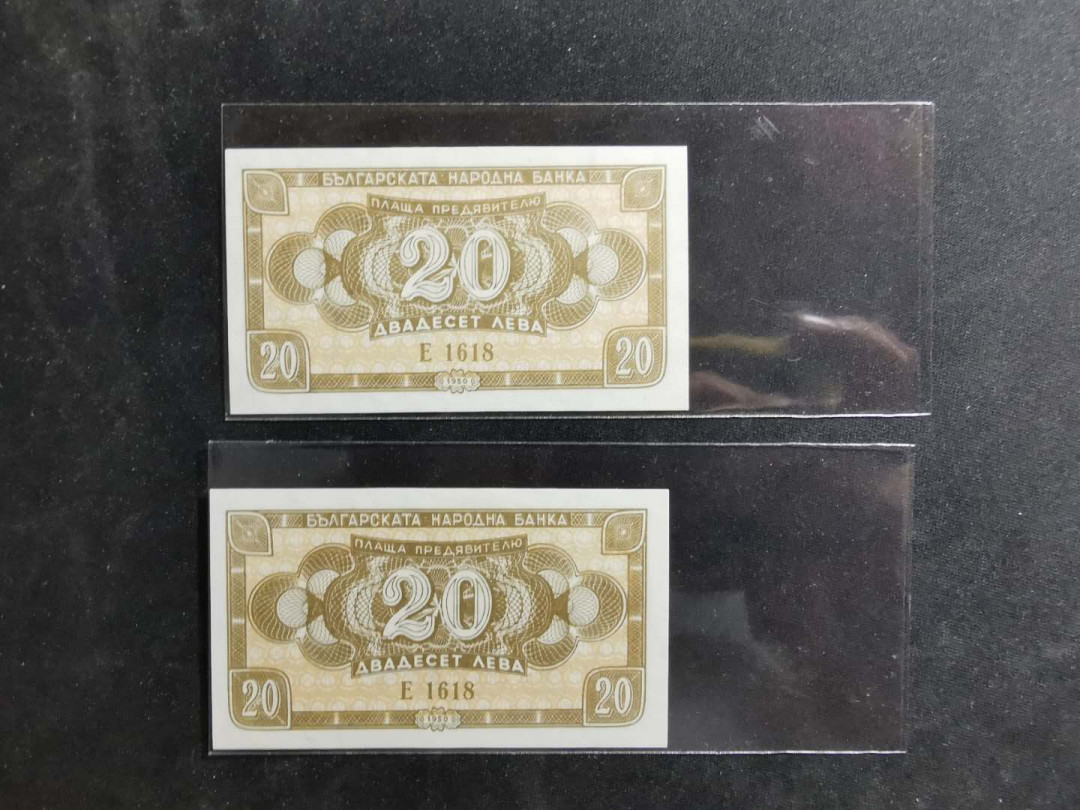 БЪЛГАРСКАТА НАРОДНА БАНКА
ПЛАЩА ПРЕДЯВИТЕЛЮ
20
ДВАДЕСЕТ ЛЕВА
Е 1618
20 20
1950
БЪЛГАРСКАТА НАРОДНА БАНКА
ПЛАЩА ПРЕДЯВИТЕЛЮ
20
ДВАДЕСЕТ ЛЕВА
Е 1618
20 20
1950